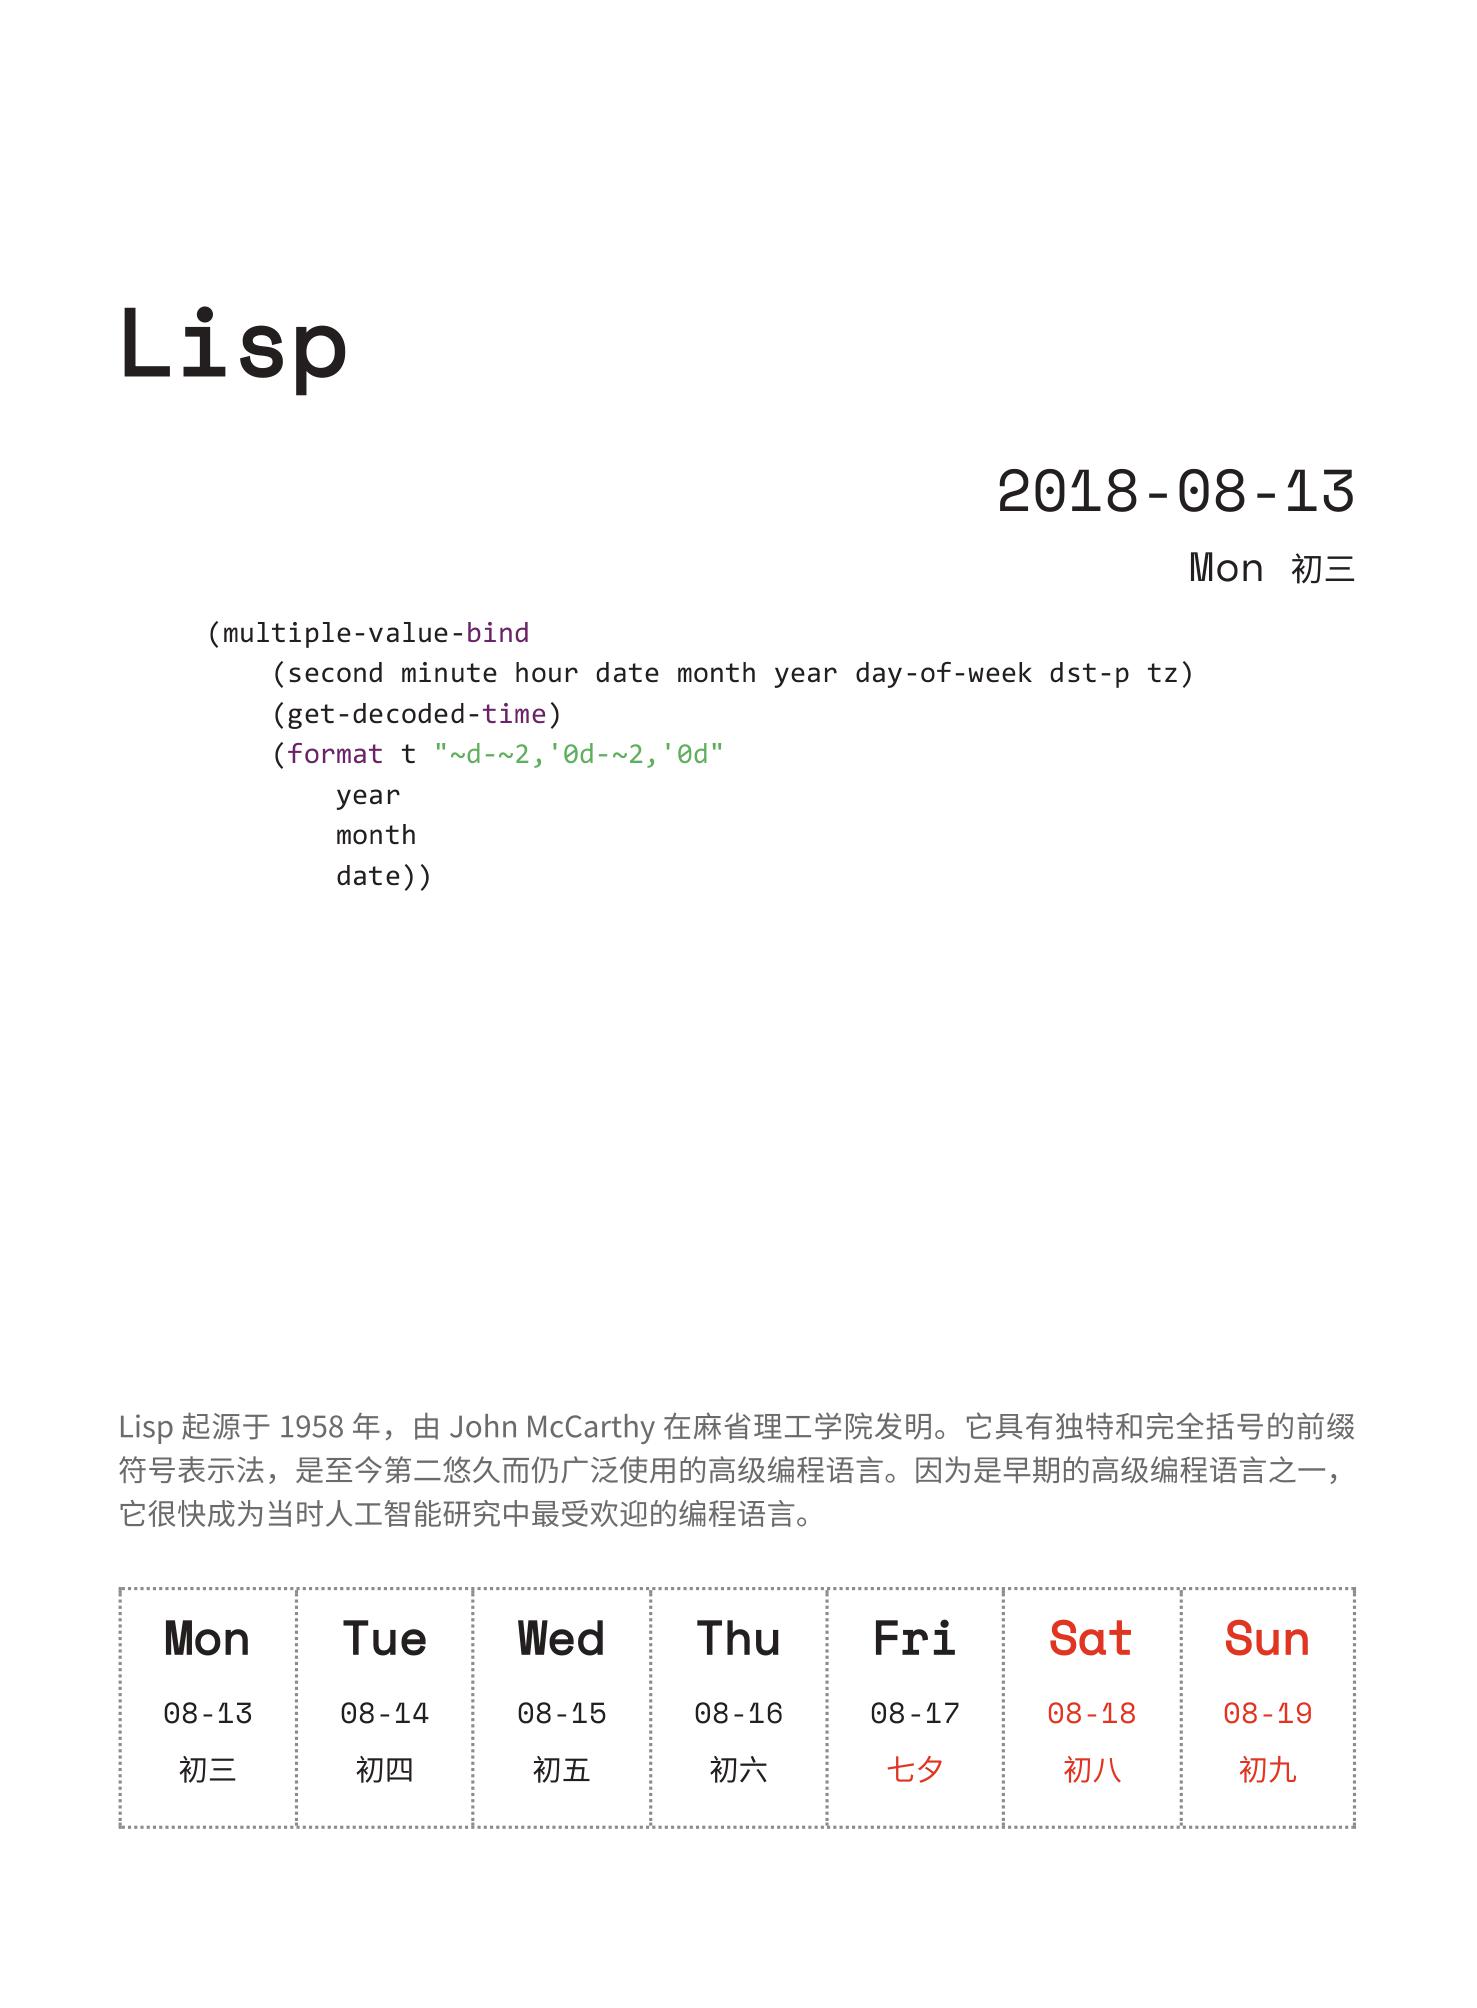 Lisp
2018-08-13
Mon 初三
(multiple-value-bind
    (second minute hour date month year day-of-week dst-p tz)
    (get-decoded-time)
    (format t "~d-~2,'0d-~2,'0d"
        year
        month
        date))
Lisp 起源于 1958 年，由 John McCarthy 在麻省理工学院发明。它具有独特和完全括号的前缀
符号表示法，是至今第二悠久而仍广泛使用的高级编程语言。因为是早期的高级编程语言之一，
它很快成为当时人工智能研究中最受欢迎的编程语言。
Mon Tue Wed Thu Fri Sat Sun
08-13 08-14 08-15 08-16 08-17 08-18 08-19
初三 初四 初五 初六 七夕 初八 初九